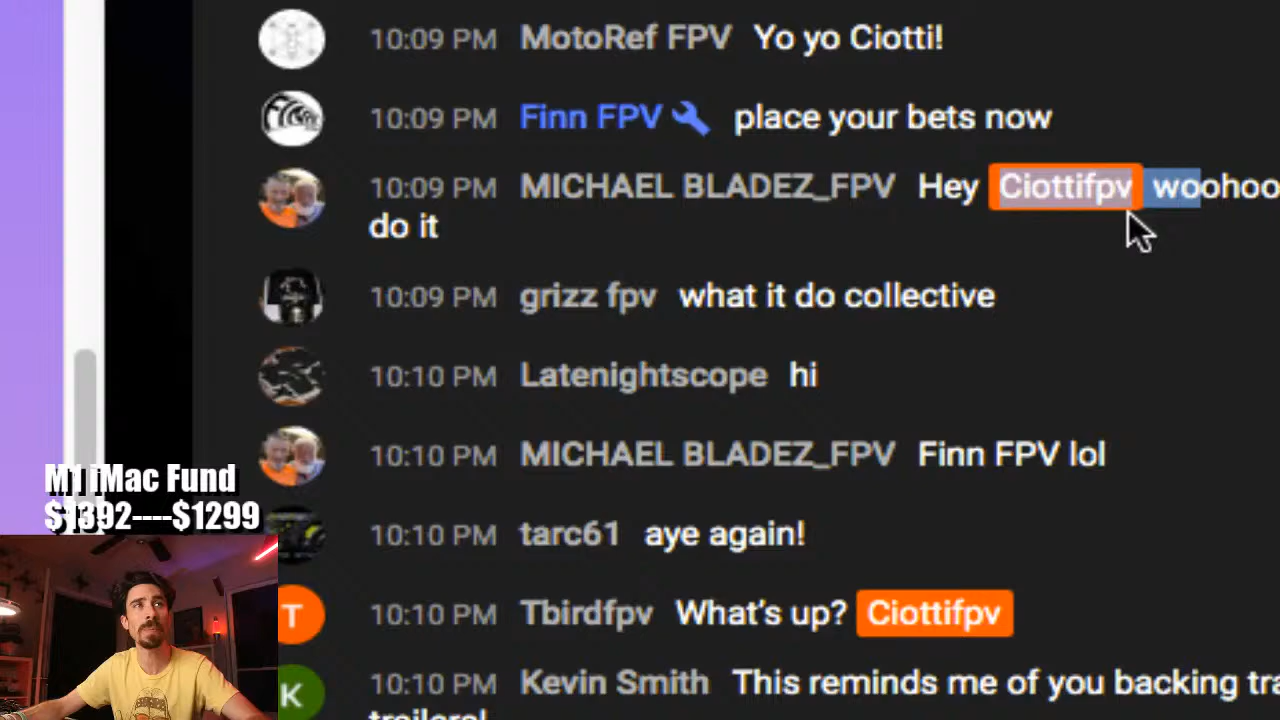 10:09 PM MotoRef FPV Yo yo Ciotti!
10:09 PM Finn FPV place your bets now
10:09 PM MICHAEL BLADEZ_FPV Hey Ciottifpv woohoo
do it
10:09 PM grizz fpv what it do collective
10:10 PM Latenightscope hi
10:10 PM MICHAEL BLADEZ_FPV Finn FPV lol
M1 iMac Fund
$1392----$1299
10:10 PM tarc61 aye again!
T 10:10 PM Tbirdfpv What's up? Ciottifpv
K 10:10 PM Kevin Smith This reminds me of you backing
trailers!